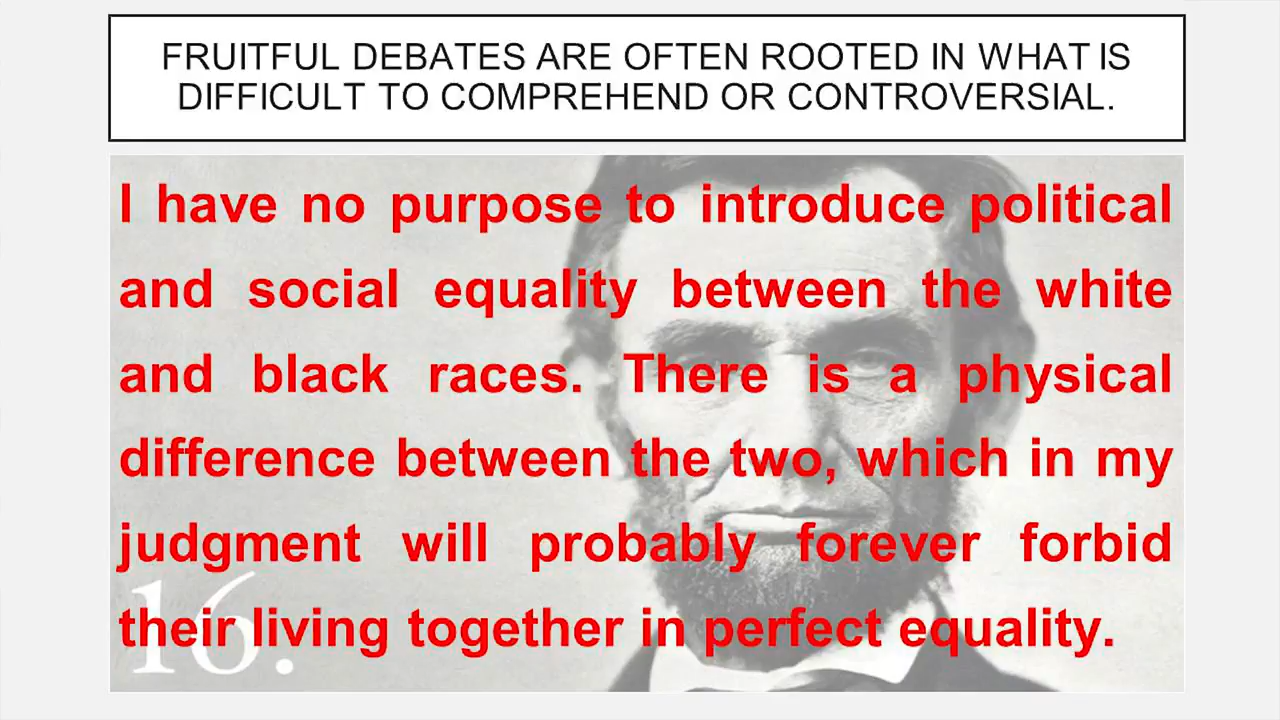 FRUITFUL DEBATES ARE OFTEN ROOTED IN WHAT IS
DIFFICULT TO COMPREHEND OR CONTROVERSIAL.
I have no purpose to introduce political
and social equality between the white
and black races. There is a physical
difference between the two, which in my
judgment will probably forever forbid
their living together in perfect equality.
16.